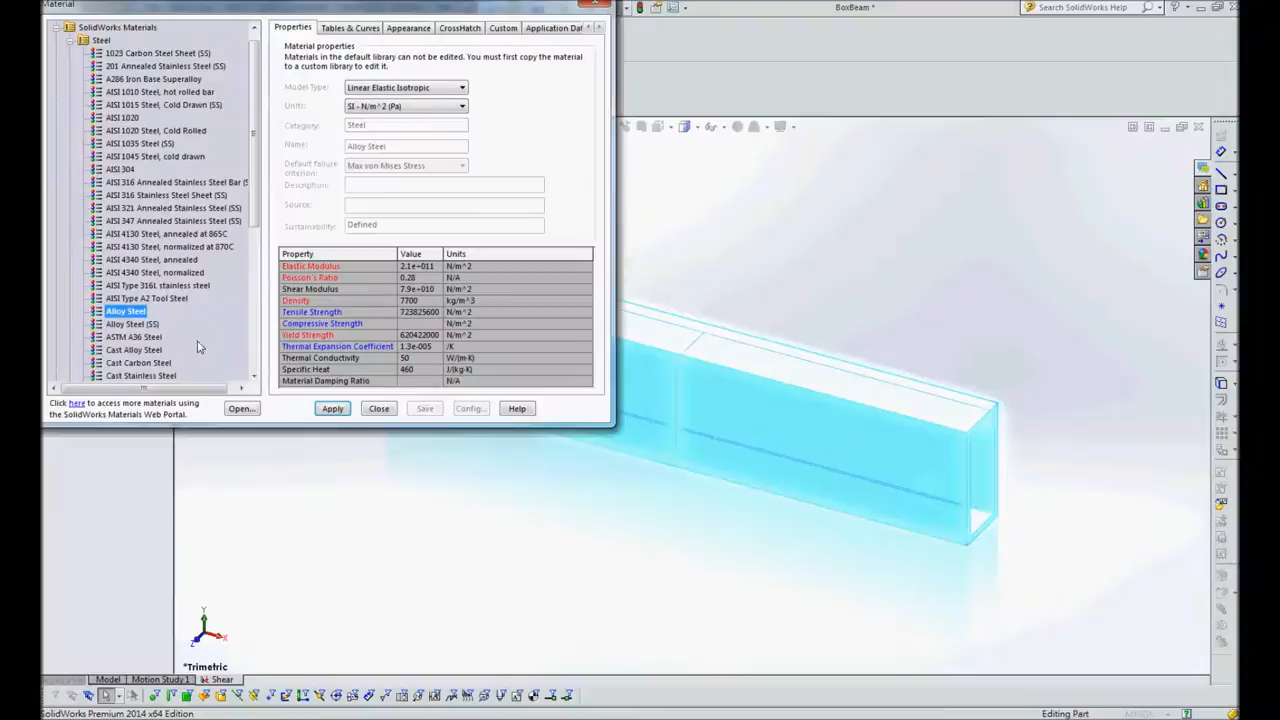 Material
BoxBeam *
Search SolidWorks Help
SolidWorks Materials
Steel
1023 Carbon Steel Sheet (SS)
201 Annealed Stainless Steel (SS)
A286 Iron Base Superalloy
AISI 1010 Steel, hot rolled bar
AISI 1015 Steel, Cold Drawn (SS)
AISI 1020
AISI 1020 Steel, Cold Rolled
AISI 1035 Steel (SS)
AISI 1045 Steel, cold drawn
AISI 304
AISI 316 Annealed Stainless Steel Bar (S
AISI 316 Stainless Steel Sheet (SS)
AISI 321 Annealed Stainless Steel (SS)
AISI 347 Annealed Stainless Steel (SS)
AISI 4130 Steel, annealed at 865C
AISI 4130 Steel, normalized at 870C
AISI 4340 Steel, annealed
AISI 4340 Steel, normalized
AISI Type 316L stainless steel
AISI Type A2 Tool Steel
Alloy Steel
Alloy Steel (SS)
ASTM A36 Steel
Cast Alloy Steel
Cast Carbon Steel
Cast Stainless Steel
Click here to access more materials using
the SolidWorks Materials Web Portal.
Open...
Properties Tables & Curves Appearance CrossHatch Custom Application Dat
Material properties
Materials in the default library can not be edited. You must first copy the material
to a custom library to edit it.
Model Type: Linear Elastic Isotropic
Units: SI - N/m^2 (Pa)
Category: Steel
Name: Alloy Steel
Default failure
criterion: Max von Mises Stress
Description:
Source:
Sustainability: Defined
Property Value Units
Elastic Modulus 2.1e+011 N/m^2
Poisson's Ratio 0.28 N/A
Shear Modulus 7.9e+010 N/m^2
Density 7700 kg/m^3
Tensile Strength 723825600 N/m^2
Compressive Strength N/m^2
Yield Strength 620422000 N/m^2
Thermal Expansion Coefficient 1.3e-005 /K
Thermal Conductivity 50 W/(m·K)
Specific Heat 460 J/(kg·K)
Material Damping Ratio N/A
Apply Close Save Config... Help
Y
X
Z
*Trimetric
Model Motion Study 1 Shear
SolidWorks Premium 2014 x64 Edition
Editing Part